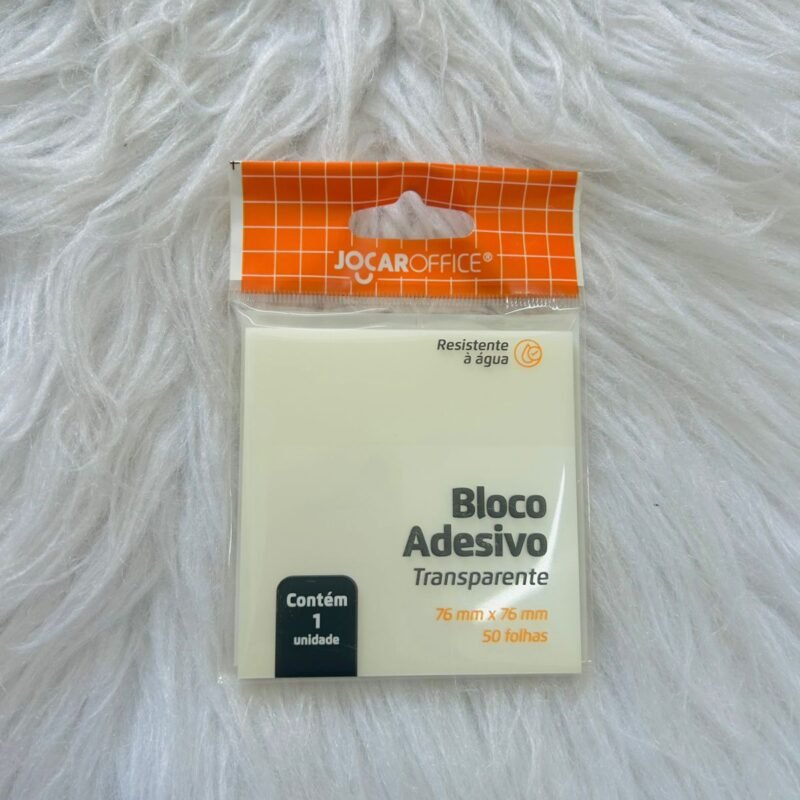 JOCAROFFICE®
Resistente
à água
Bloco
Adesivo
Transparente
76 mm x 76 mm
50 folhas
Contém
1
unidade